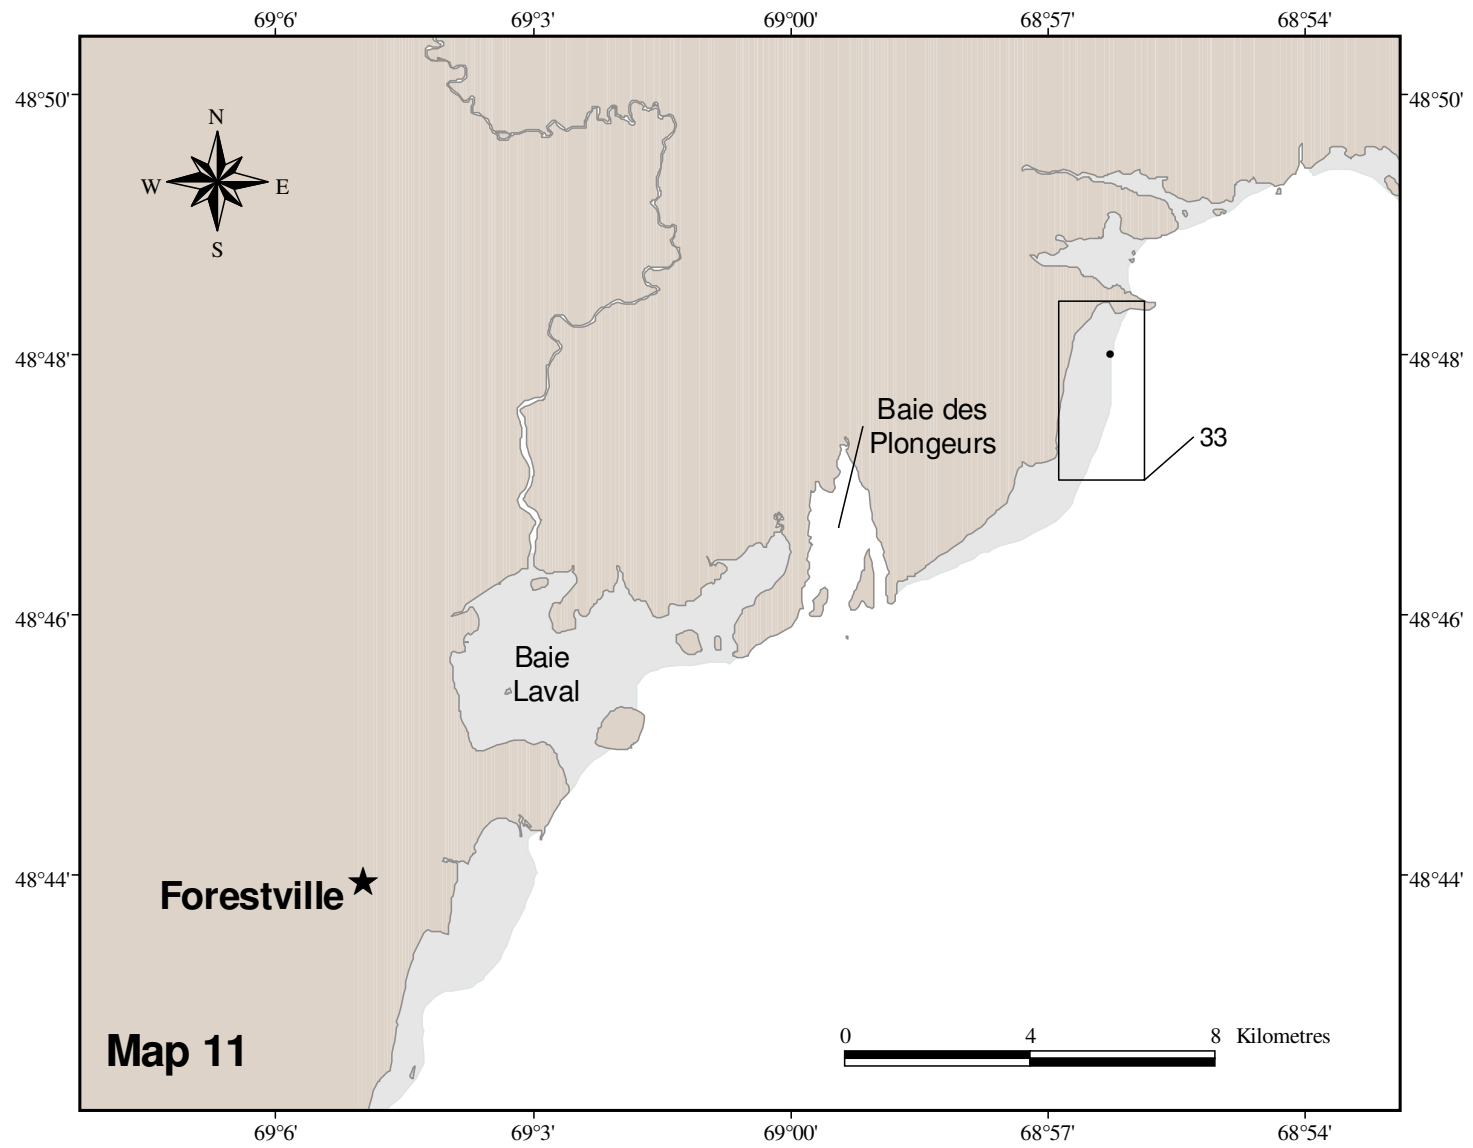 69°6' 69°3' 69°00' 68°57' 68°54'
48°50' 48°50'
N
W E
S
48°48' 48°48'
Baie des
Plongeurs
33
48°46' 48°46'
Baie
Laval
48°44' 48°44'
Forestville
0 4 8 Kilometres
Map 11
69°6' 69°3' 69°00' 68°57' 68°54'